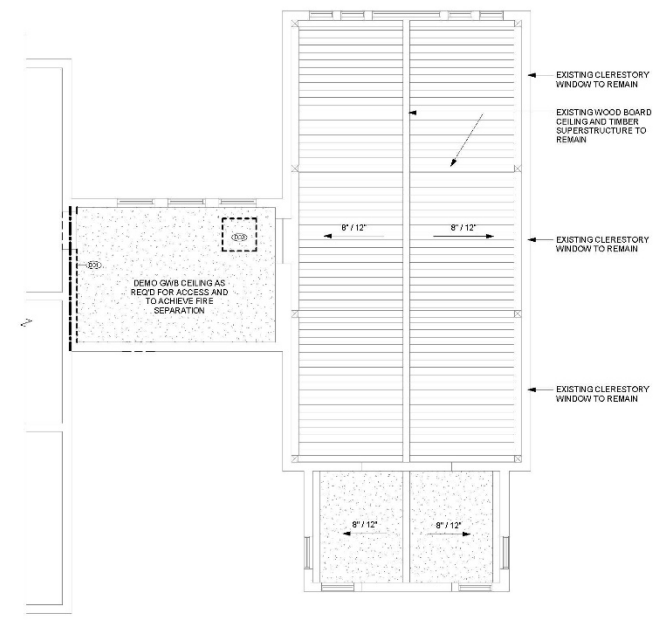 EXISTING CLERESTORY
WINDOW TO REMAIN
EXISTING WOOD BOARD
CEILING AND TIMBER
SUPERSTRUCTURE TO
REMAIN
8" / 12"
8" / 12"
EXISTING CLERESTORY
WINDOW TO REMAIN
DEMO GWB CEILING AS
REQ'D FOR ACCESS AND
TO ACHIEVE FIRE
SEPARATION
EXISTING CLERESTORY
WINDOW TO REMAIN
8" / 12"
8" / 12"